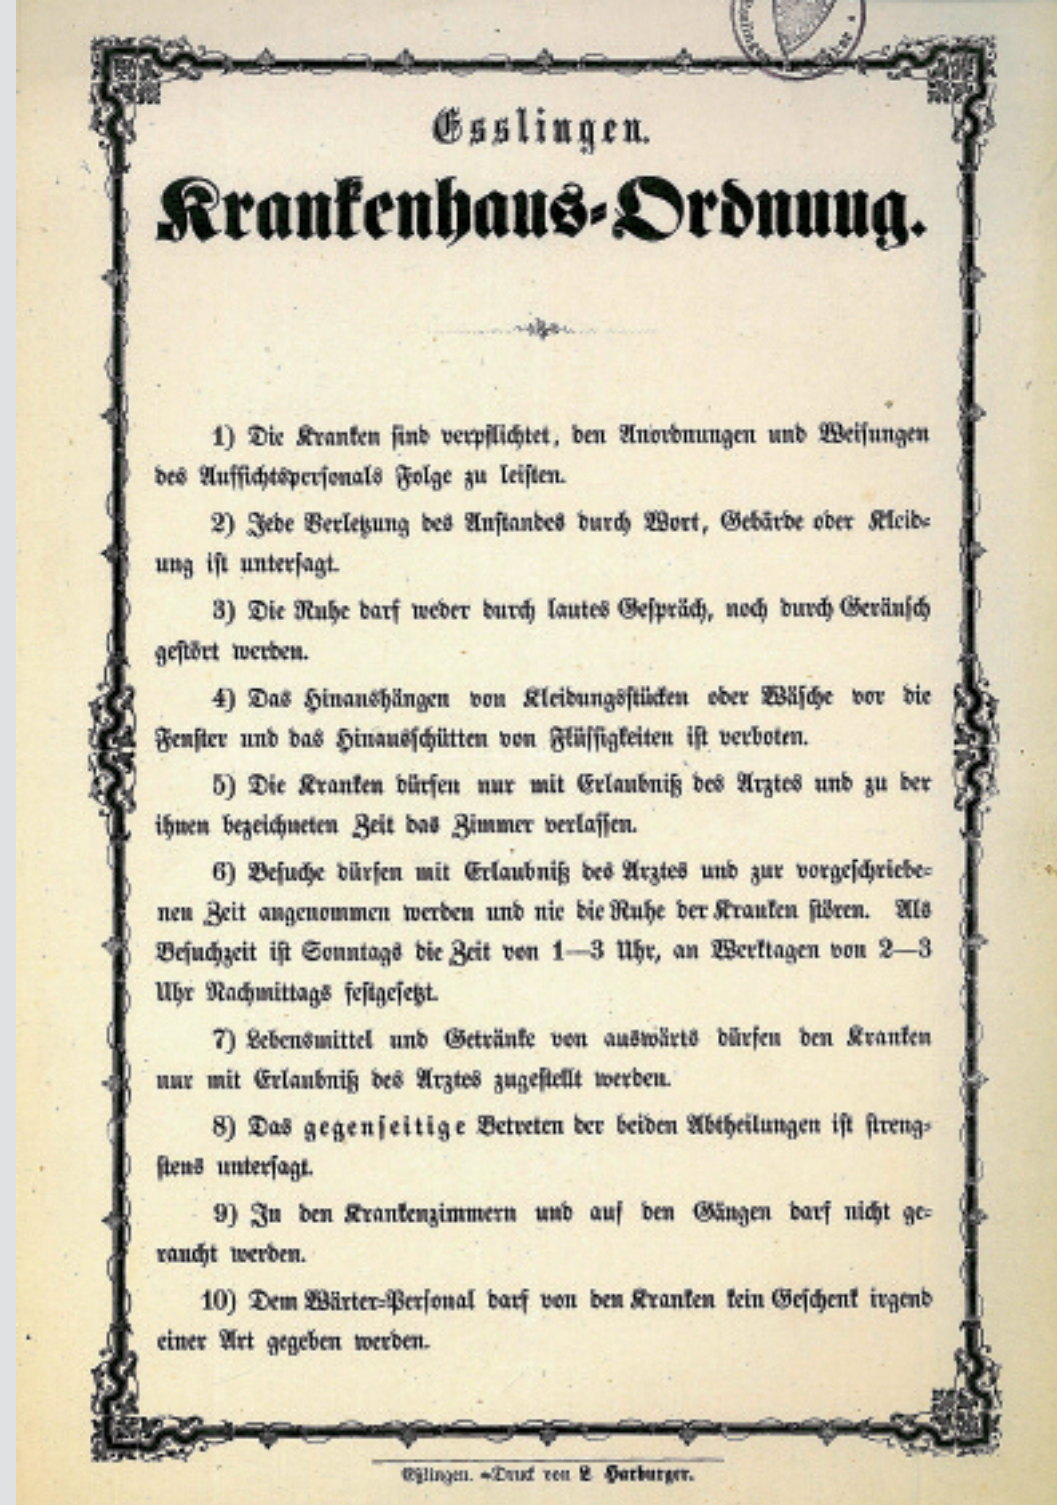 Esslingen.
Krankenhaus-Ordnung.
1) Die Kranken sind verpflichtet, den Anordnungen und Weisungen
des Aufsichtspersonals Folge zu leisten.
2) Jede Verletzung des Anstandes durch Wort, Gebärde oder Kleid-
ung ist untersagt.
3) Die Ruhe darf weder durch lautes Gespräch, noch durch Geräusch
gestört werden.
4) Das Hinaushängen von Kleidungsstücken oder Wäsche vor die
Fenster und das Hinausschütten von Flüssigkeiten ist verboten.
5) Die Kranken dürfen nur mit Erlaubniß des Arztes und zu der
ihnen bezeichneten Zeit das Zimmer verlassen.
6) Besuche dürfen mit Erlaubniß des Arztes und zur vorgeschriebe-
nen Zeit angenommen werden und nie die Ruhe der Kranken stören. Als
Besuchzeit ist Sonntags die Zeit von 1—3 Uhr, an Werktagen von 2—3
Uhr Nachmittags festgesetzt.
7) Lebensmittel und Getränke von auswärts dürfen den Kranken
nur mit Erlaubniß des Arztes zugestellt werden.
8) Das gegenseitige Betreten der beiden Abtheilungen ist streng-
stens untersagt.
9) In den Krankenzimmern und auf den Gängen darf nicht ge-
raucht werden.
10) Dem Wärter-Personal darf von den Kranken kein Geschenk irgend
einer Art gegeben werden.
Eßlingen. Druck von L Harburger.